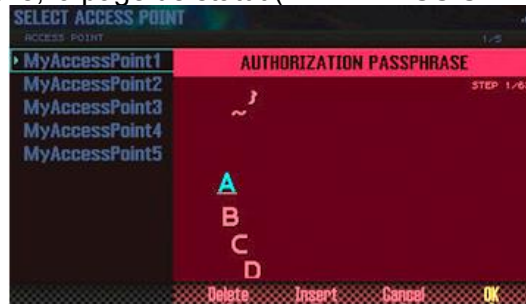 SELECT ACCESS POINT
ACCESS POINT 1/5
MyAccessPoint1
MyAccessPoint2
MyAccessPoint3
MyAccessPoint4
MyAccessPoint5
AUTHORIZATION PASSPHRASE
STEP 1/6
}
~
A
B
C
D
Delete Insert Cancel OK